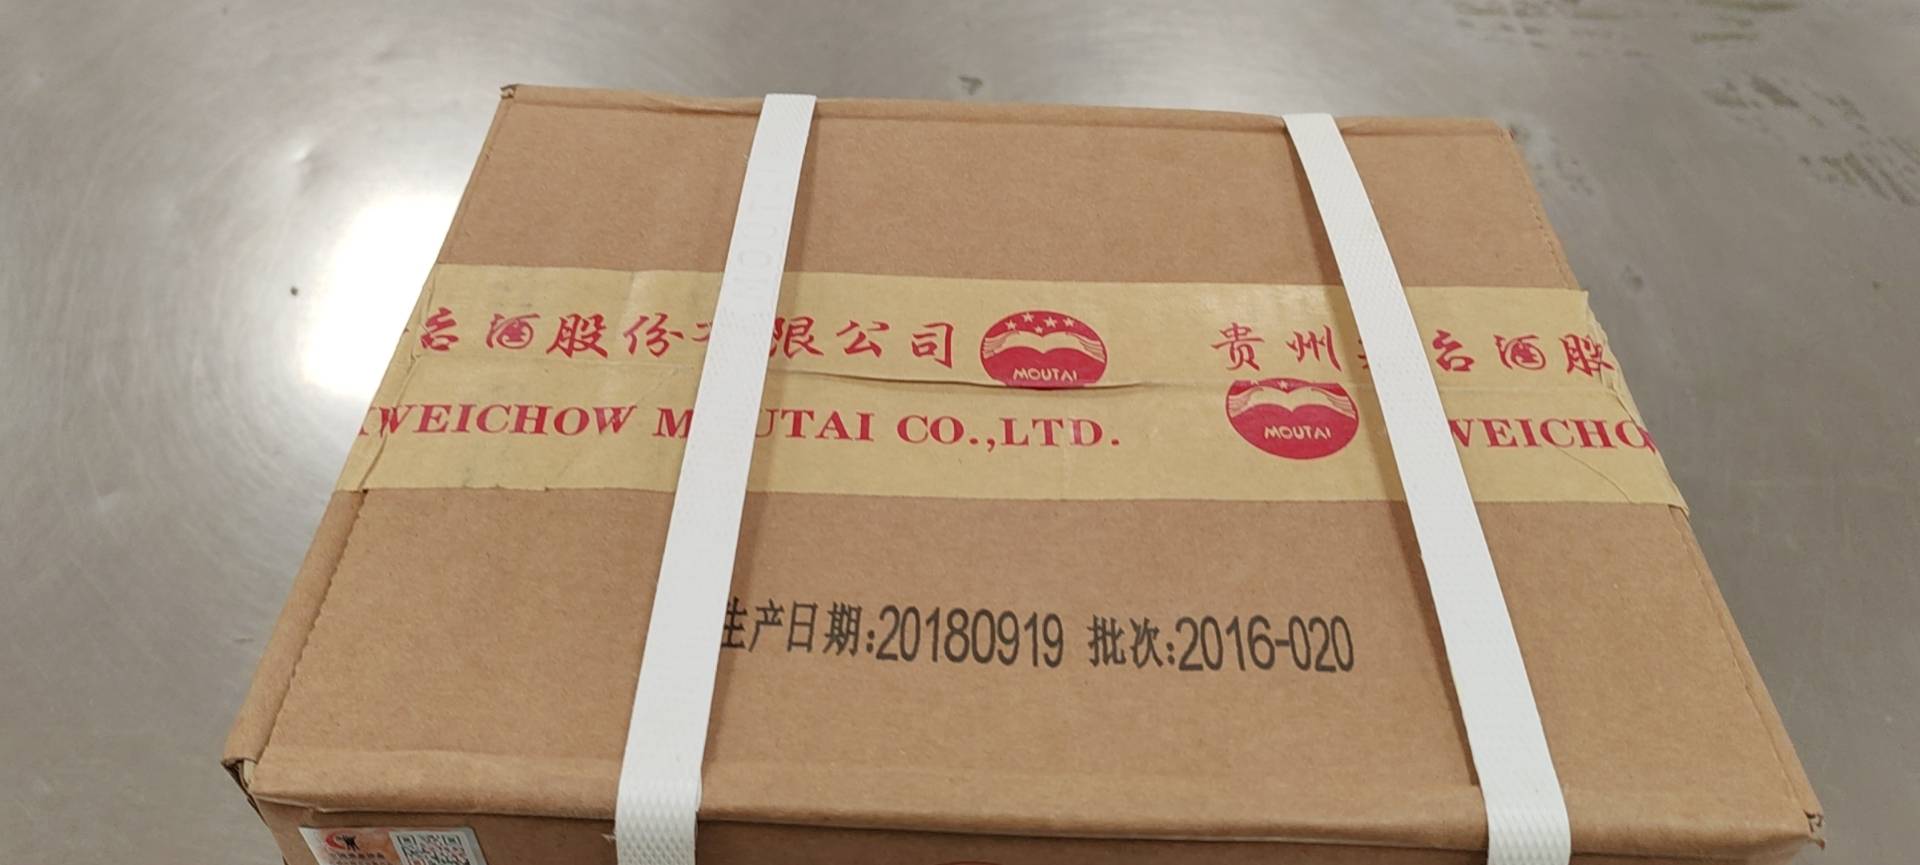 台酒股份 限公司 MOUTAI 贵州 台酒股
WEICHOW M UTAI CO.,LTD. MOUTAI WEICHO
生产日期:20180919 批次:2016-020